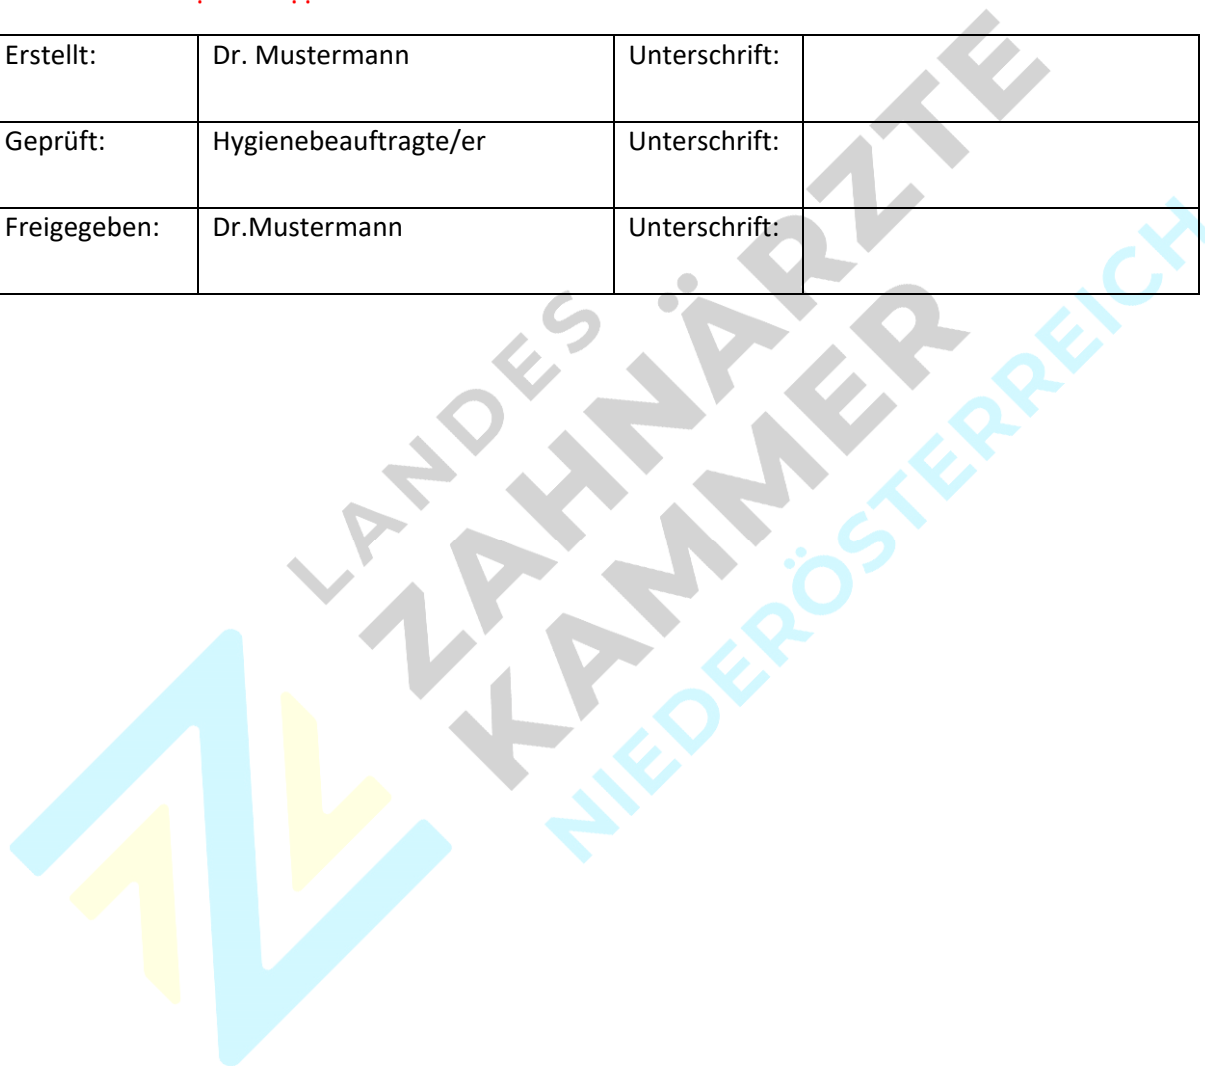 Erstellt: Dr. Mustermann Unterschrift:
Geprüft: Hygienebeauftragte/er Unterschrift:
Freigegeben: Dr.Mustermann Unterschrift:
LANDES
ZAHNÄRZTE
KAMMER
NIEDERÖSTERREICH